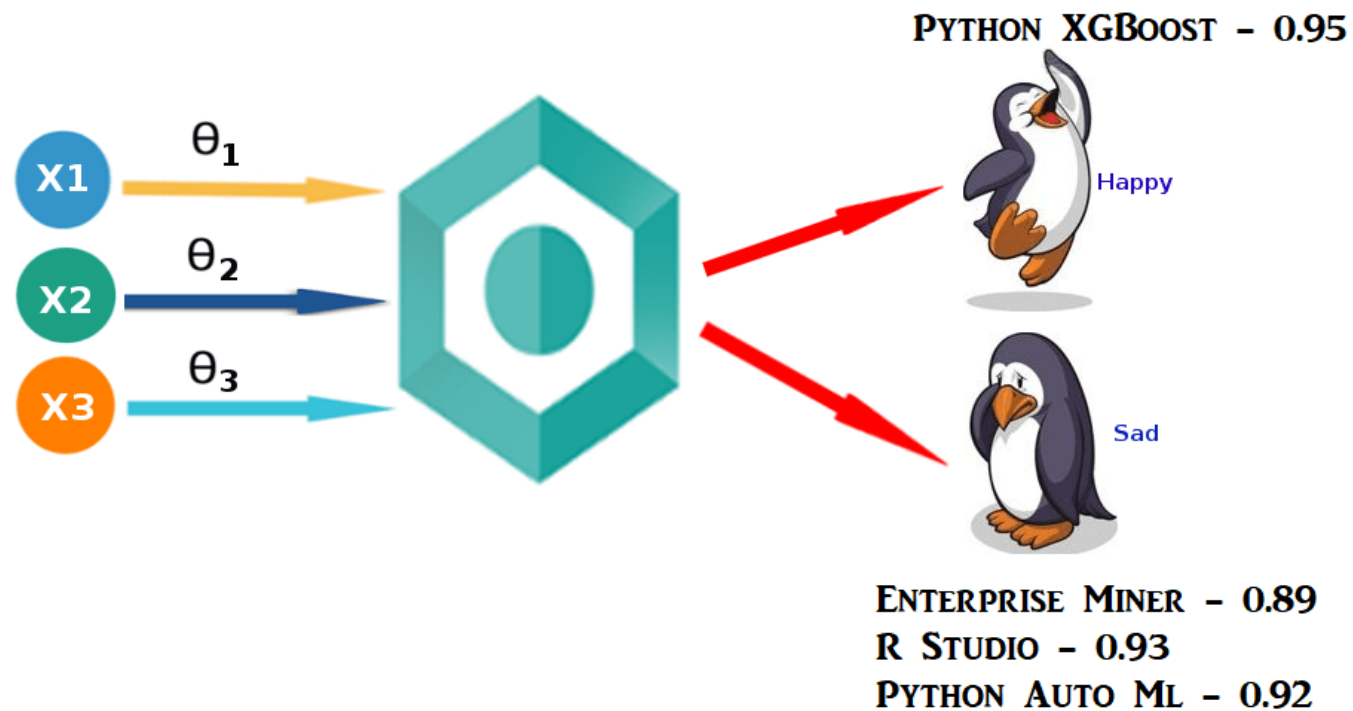 PYTHON XGBOOST – 0.95
X1
θ1
Happy
X2
θ2
X3
θ3
Sad
ENTERPRISE MINER – 0.89
R STUDIO – 0.93
PYTHON AUTO ML – 0.92